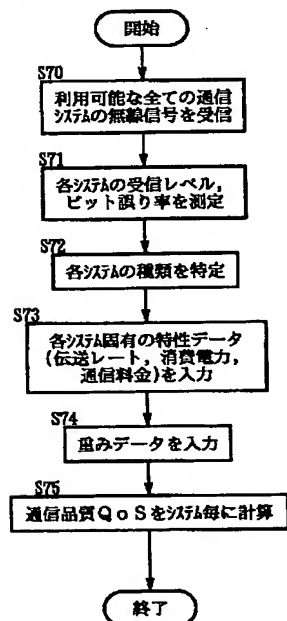 開始
S70
利用可能な全ての通信
システムの無線信号を受信
S71
各システムの受信レベル,
ビット誤り率を測定
S72
各システムの種類を特定
S73
各システム固有の特性データ
(伝送レート,消費電力,
通信料金)を入力
S74
重みデータを入力
S75
通信品質QoSをシステム毎に計算
終了